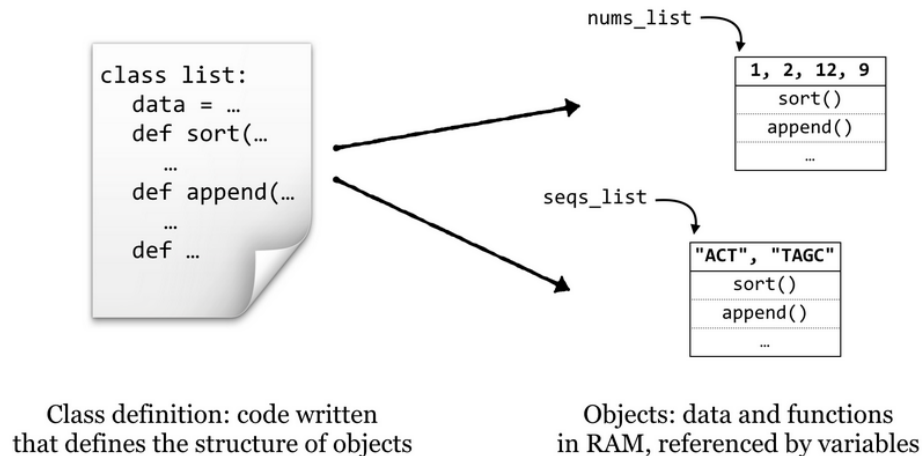 class list:
data = …
def sort(…
…
def append(…
…
def …
nums_list
1, 2, 12, 9
sort()
append()
…
seqs_list
"ACT", "TAGC"
sort()
append()
…
Class definition: code written
that defines the structure of objects
Objects: data and functions
in RAM, referenced by variables